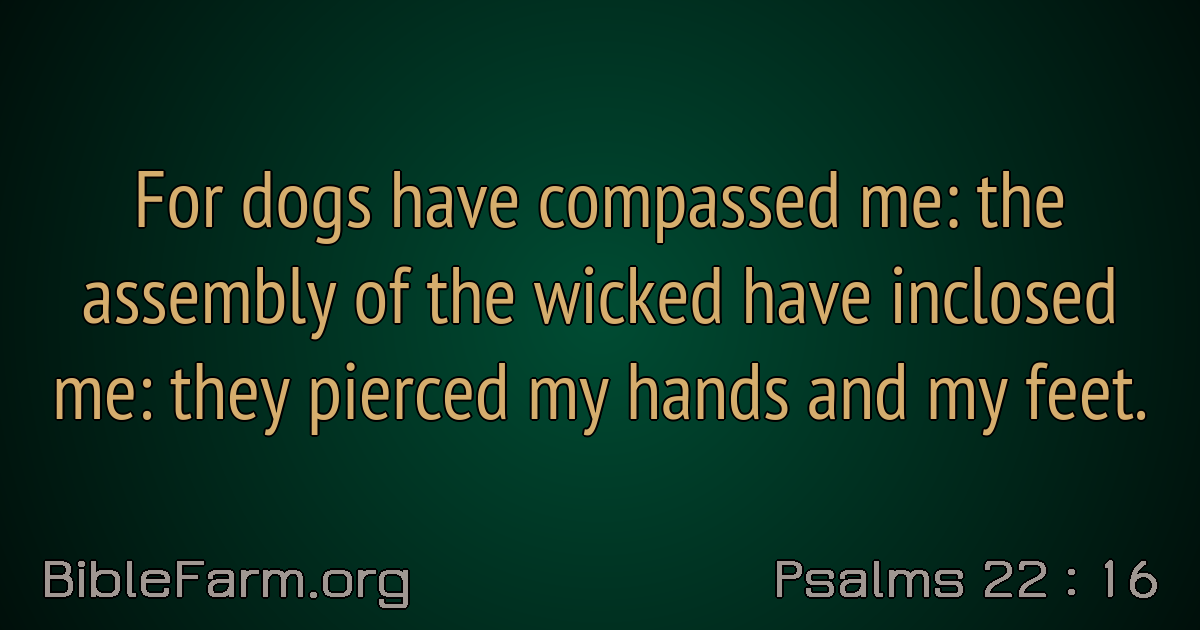 For dogs have compassed me: the
assembly of the wicked have inclosed
me: they pierced my hands and my feet.
BibleFarm.org
Psalms 22 : 16